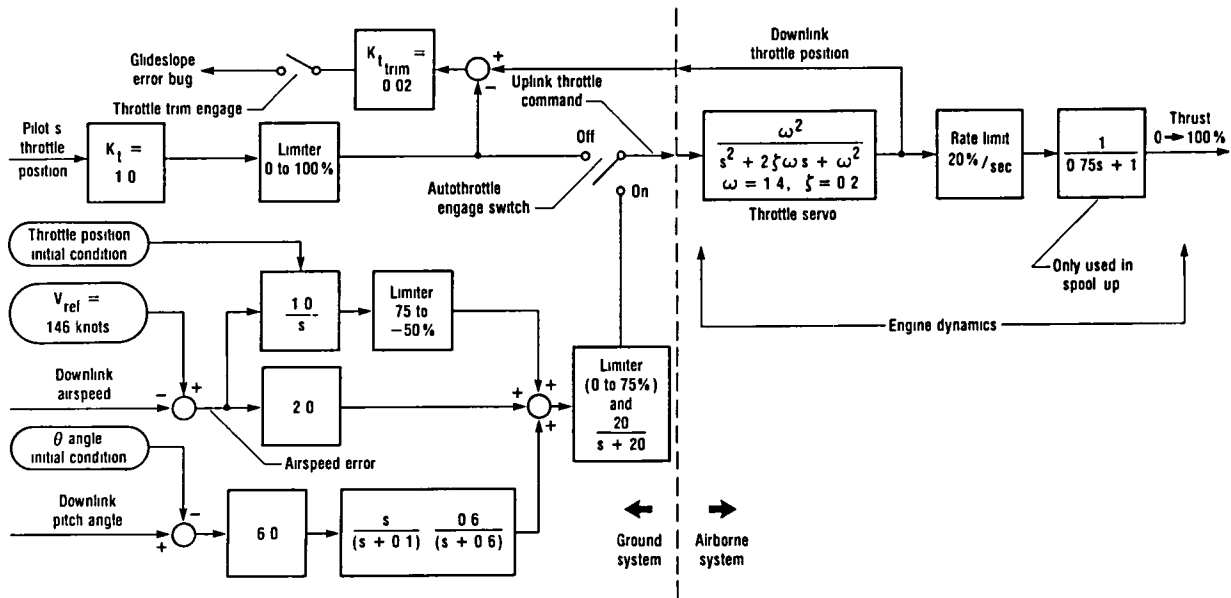 Glideslope
error bug
Throttle trim engage
K t trim =
0 02
+
−
Downlink
throttle position
Uplink throttle
command
Pilot s
throttle
position
K t =
1 0
Limiter
0 to 100%
Off
On
Autothrottle
engage switch
ω²
s² + 2ζωs + ω²
ω = 1 4, ζ = 0 2
Throttle servo
Rate limit
20%/sec
1
0 75s + 1
Thrust
0 → 100%
Only used in
spool up
Engine dynamics
Throttle position
initial condition
V ref =
146 knots
Downlink
airspeed
−
+
1 0
s
Limiter
75 to
−50%
2 0
Airspeed error
+
+
+
Limiter
(0 to 75%)
and
20
s + 20
θ angle
initial condition
Downlink
pitch angle
−
+
6 0
s
(s + 0 1)
0 6
(s + 0 6)
Ground
system
Airborne
system